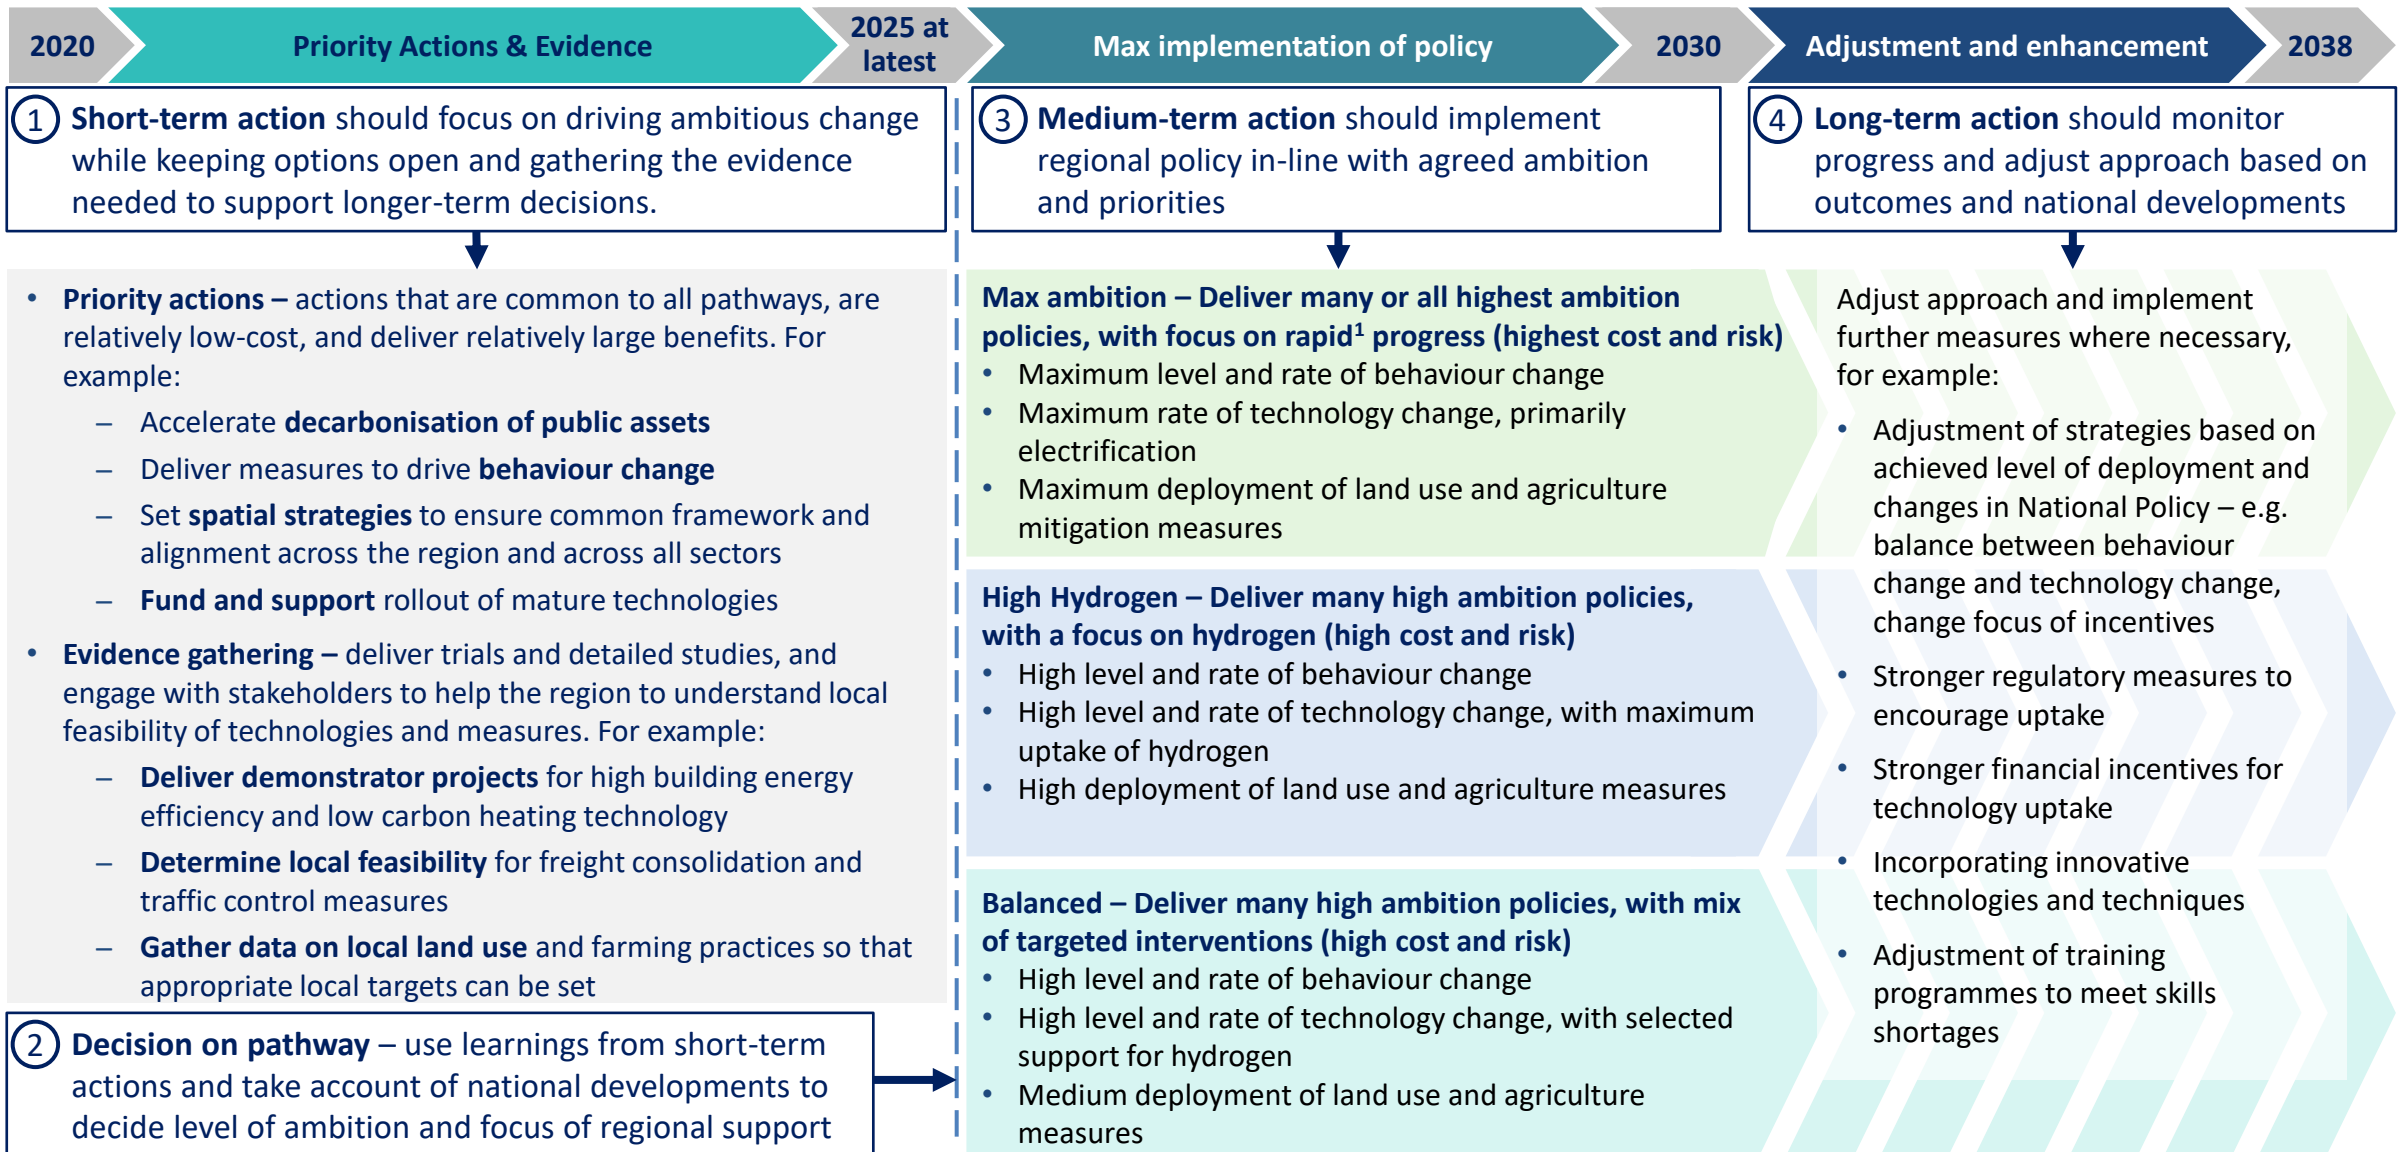 2020
Priority Actions & Evidence
2025 at
latest
Max implementation of policy
2030
Adjustment and enhancement
2038
1 Short-term action should focus on driving ambitious change
while keeping options open and gathering the evidence
needed to support longer-term decisions.
• Priority actions – actions that are common to all pathways, are
relatively low-cost, and deliver relatively large benefits. For
example:
– Accelerate decarbonisation of public assets
– Deliver measures to drive behaviour change
– Set spatial strategies to ensure common framework and
alignment across the region and across all sectors
– Fund and support rollout of mature technologies
• Evidence gathering – deliver trials and detailed studies, and
engage with stakeholders to help the region to understand local
feasibility of technologies and measures. For example:
– Deliver demonstrator projects for high building energy
efficiency and low carbon heating technology
– Determine local feasibility for freight consolidation and
traffic control measures
– Gather data on local land use and farming practices so that
appropriate local targets can be set
2 Decision on pathway – use learnings from short-term
actions and take account of national developments to
decide level of ambition and focus of regional support
3 Medium-term action should implement
regional policy in-line with agreed ambition
and priorities
Max ambition – Deliver many or all highest ambition
policies, with focus on rapid¹ progress (highest cost and risk)
• Maximum level and rate of behaviour change
• Maximum rate of technology change, primarily
electrification
• Maximum deployment of land use and agriculture
mitigation measures
High Hydrogen – Deliver many high ambition policies,
with a focus on hydrogen (high cost and risk)
• High level and rate of behaviour change
• High level and rate of technology change, with maximum
uptake of hydrogen
• High deployment of land use and agriculture measures
Balanced – Deliver many high ambition policies, with mix
of targeted interventions (high cost and risk)
• High level and rate of behaviour change
• High level and rate of technology change, with selected
support for hydrogen
• Medium deployment of land use and agriculture
measures
4 Long-term action should monitor
progress and adjust approach based on
outcomes and national developments
Adjust approach and implement
further measures where necessary,
for example:
• Adjustment of strategies based on
achieved level of deployment and
changes in National Policy – e.g.
balance between behaviour
change and technology change,
change focus of incentives
• Stronger regulatory measures to
encourage uptake
• Stronger financial incentives for
technology uptake
• Incorporating innovative
technologies and techniques
• Adjustment of training
programmes to meet skills
shortages